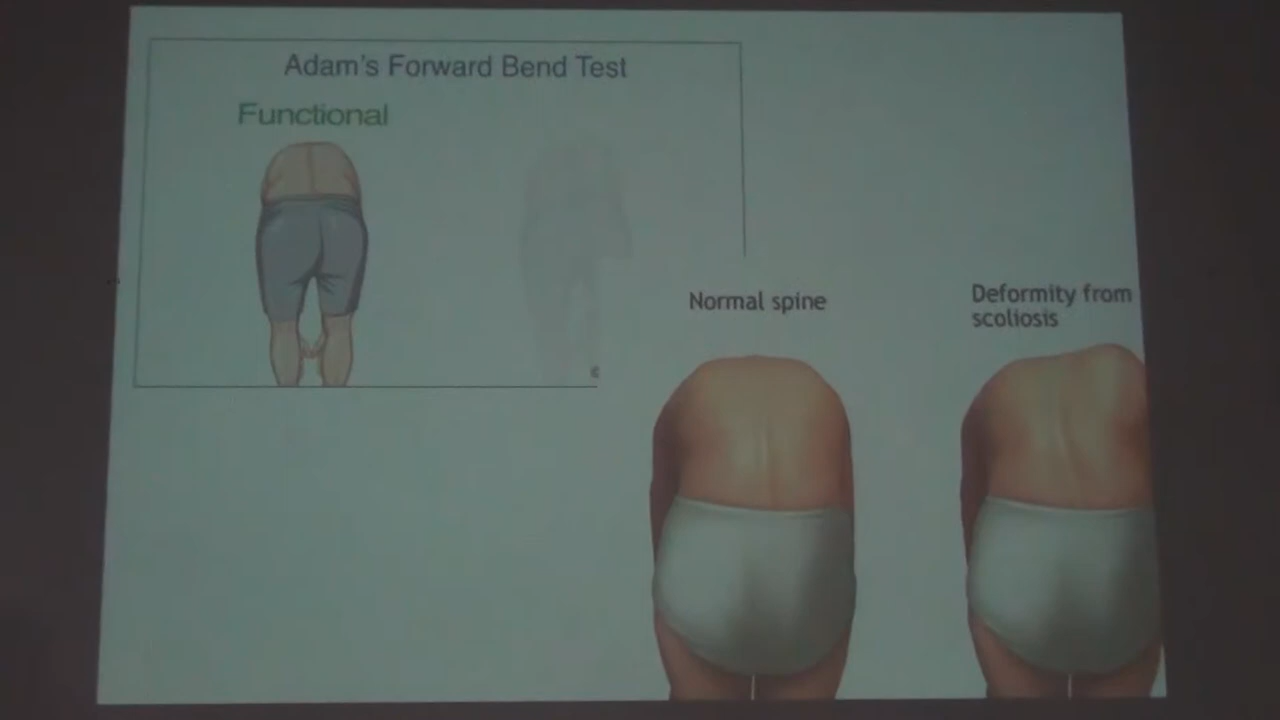 Adam's Forward Bend Test
Functional
Normal spine
Deformity from
scoliosis
©